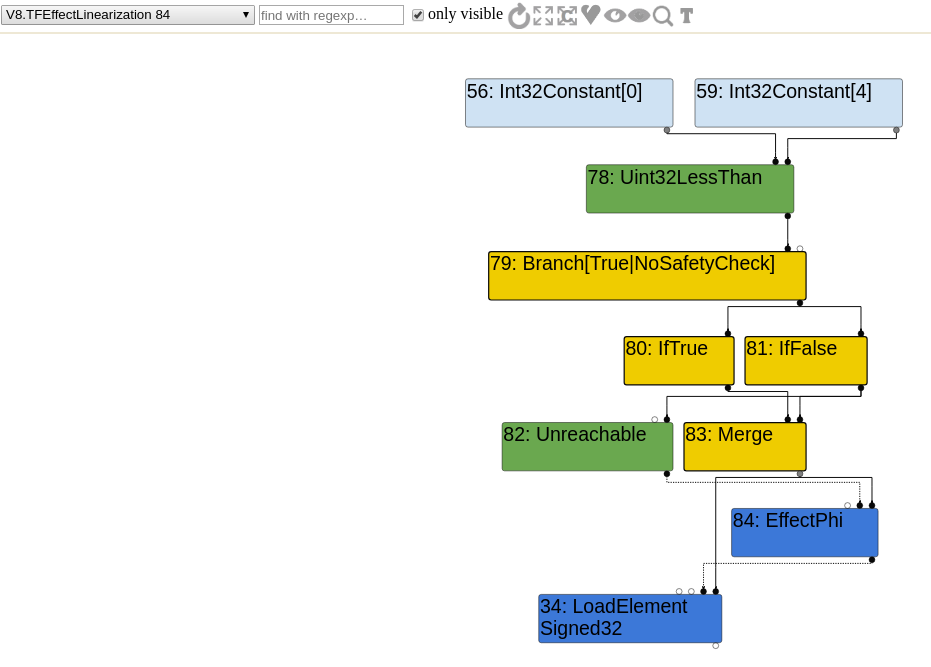 V8.TFEffectLinearization 84
find with regexp…
only visible
56: Int32Constant[0]
59: Int32Constant[4]
78: Uint32LessThan
79: Branch[True|NoSafetyCheck]
80: IfTrue
81: IfFalse
82: Unreachable
83: Merge
84: EffectPhi
34: LoadElement
Signed32